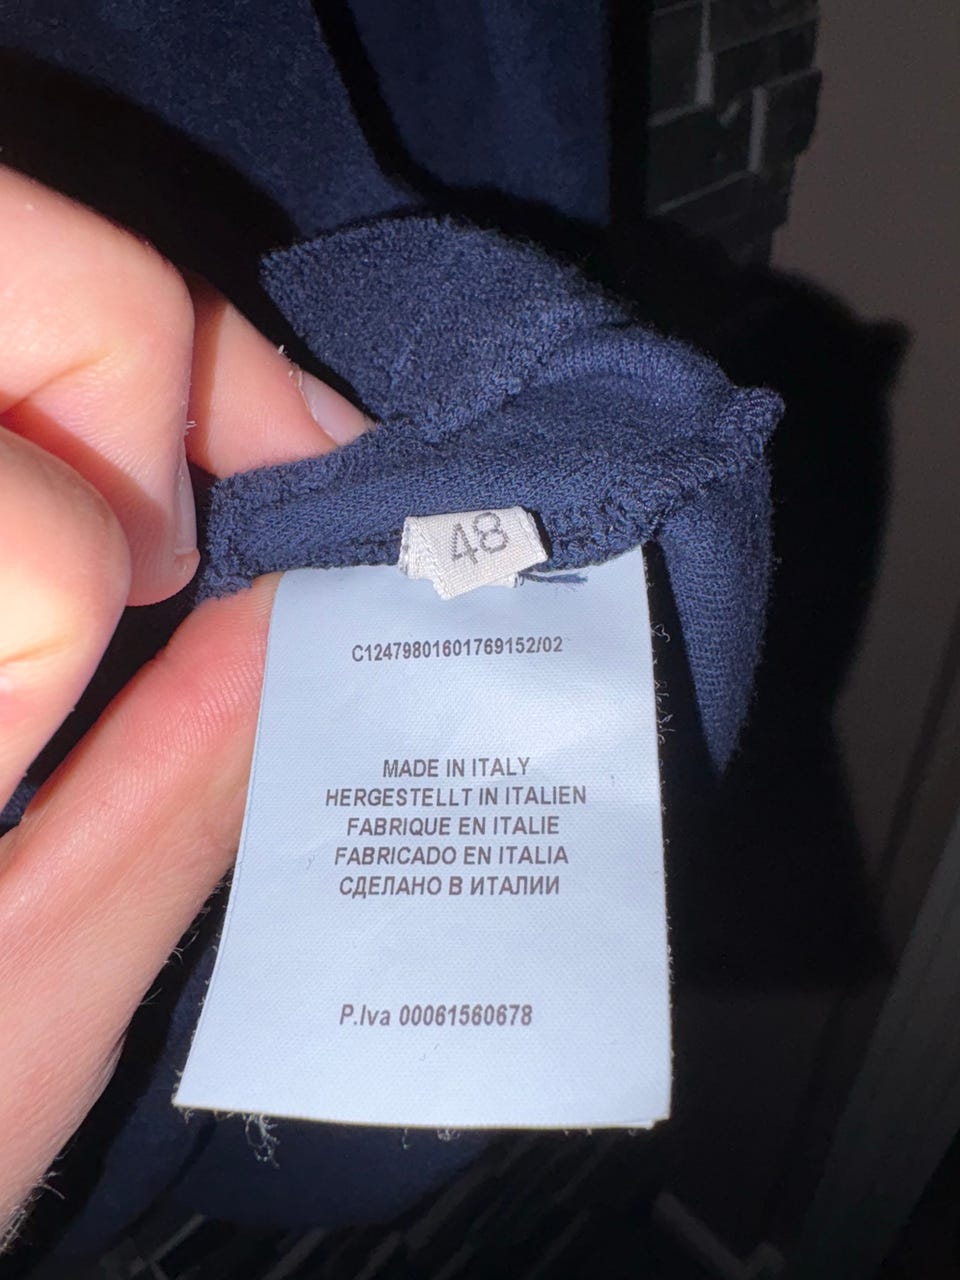 48
C12479801601769152/02
MADE IN ITALY
HERGESTELLT IN ITALIEN
FABRIQUE EN ITALIE
FABRICADO EN ITALIA
СДЕЛАНО В ИТАЛИИ
P.Iva 00061560678